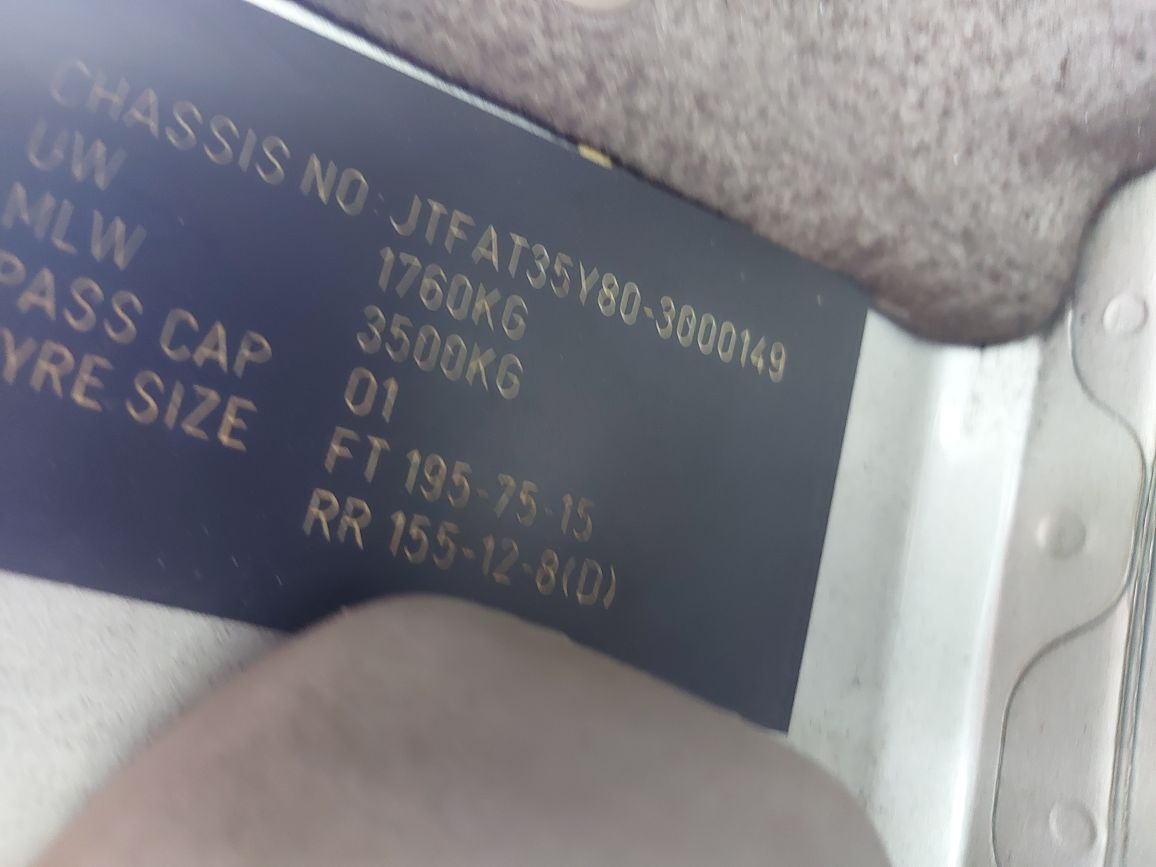 CHASSIS NO: JTFAT35Y80-3000149
UW 1760KG
MLW 3500KG
PASS CAP 01
TYRE SIZE FT 195-75-15
RR 155-12-8(D)